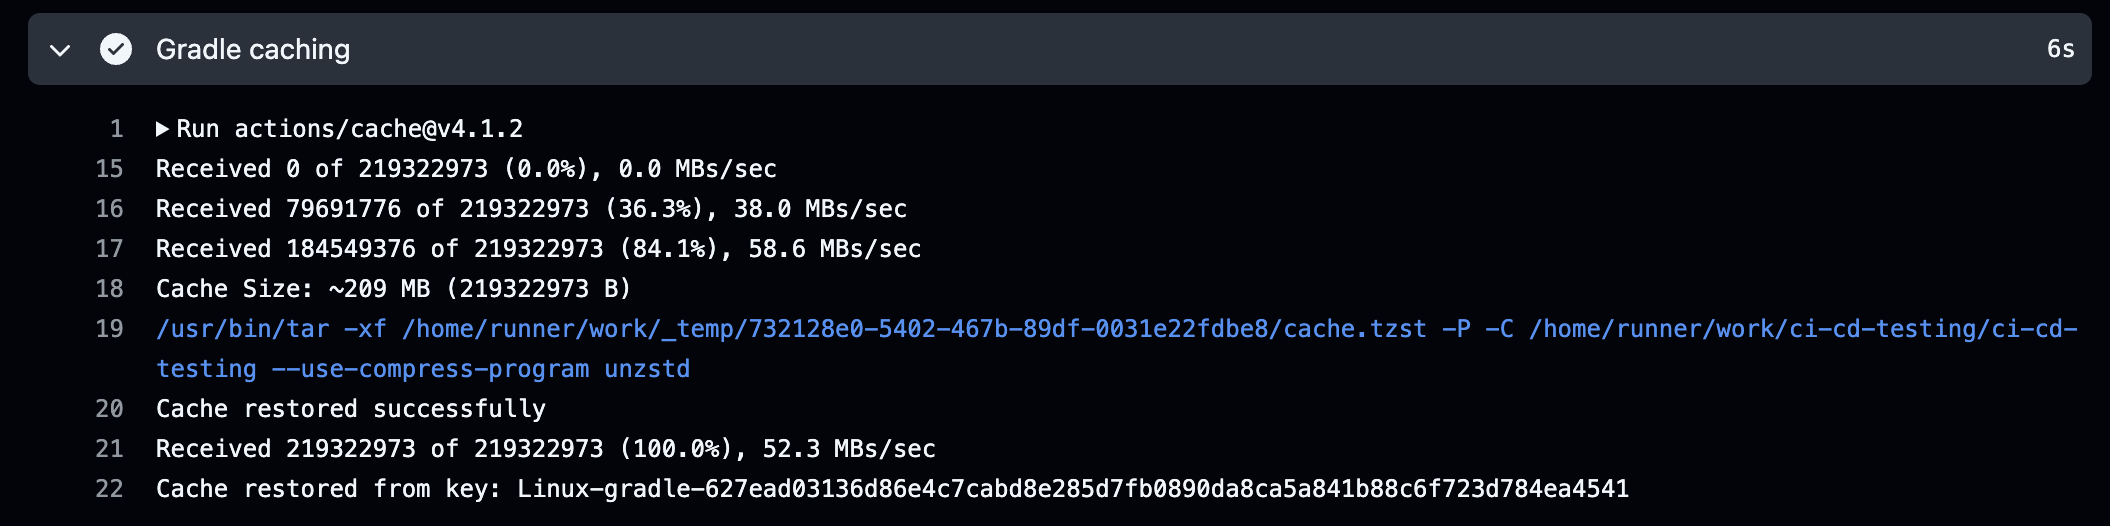 Gradle caching 6s
1 Run actions/cache@v4.1.2
15 Received 0 of 219322973 (0.0%), 0.0 MBs/sec
16 Received 79691776 of 219322973 (36.3%), 38.0 MBs/sec
17 Received 184549376 of 219322973 (84.1%), 58.6 MBs/sec
18 Cache Size: ~209 MB (219322973 B)
19 /usr/bin/tar -xf /home/runner/work/_temp/732128e0-5402-467b-89df-0031e22fdbe8/cache.tzst -P -C /home/runner/work/ci-cd-testing/ci-cd-
testing --use-compress-program unzstd
20 Cache restored successfully
21 Received 219322973 of 219322973 (100.0%), 52.3 MBs/sec
22 Cache restored from key: Linux-gradle-627ead03136d86e4c7cabd8e285d7fb0890da8ca5a841b88c6f723d784ea4541